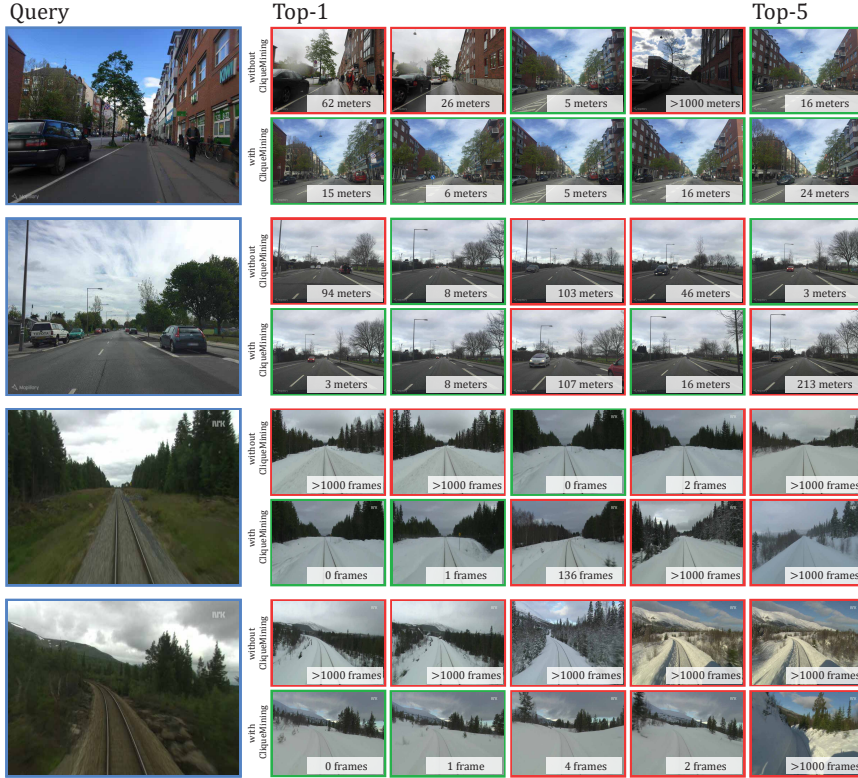 Query
Top-1
Top-5
without
CliqueMining
62 meters
26 meters
5 meters
>1000 meters
16 meters
with
CliqueMining
15 meters
6 meters
5 meters
16 meters
24 meters
Mapillary
without
CliqueMining
94 meters
8 meters
103 meters
46 meters
3 meters
with
CliqueMining
3 meters
8 meters
107 meters
16 meters
213 meters
Mapillary
NRK
without
CliqueMining
>1000 frames
>1000 frames
0 frames
2 frames
>1000 frames
with
CliqueMining
0 frames
1 frame
136 frames
>1000 frames
>1000 frames
NRK
without
CliqueMining
>1000 frames
>1000 frames
>1000 frames
>1000 frames
>1000 frames
with
CliqueMining
0 frames
1 frame
4 frames
2 frames
>1000 frames